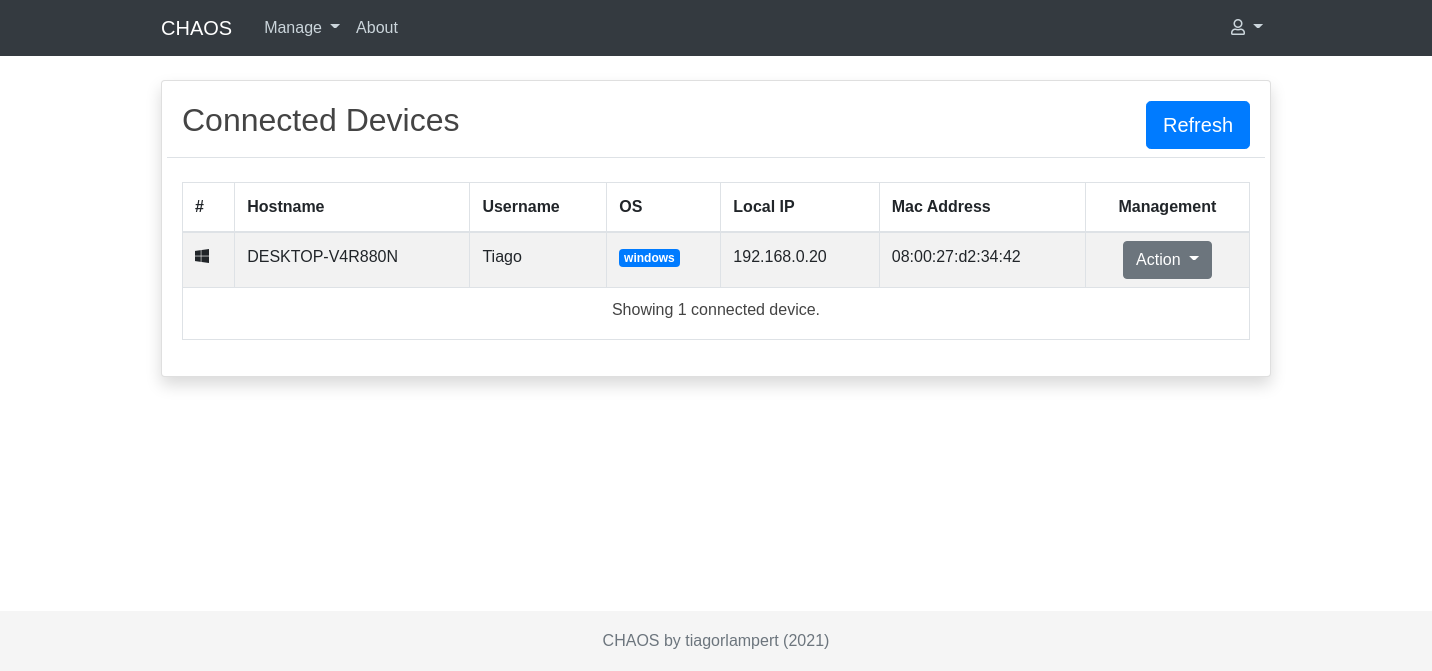 CHAOS Manage About
Connected Devices Refresh
# Hostname Username OS Local IP Mac Address Management
DESKTOP-V4R880N Tiago windows 192.168.0.20 08:00:27:d2:34:42 Action
Showing 1 connected device.
CHAOS by tiagorlampert (2021)